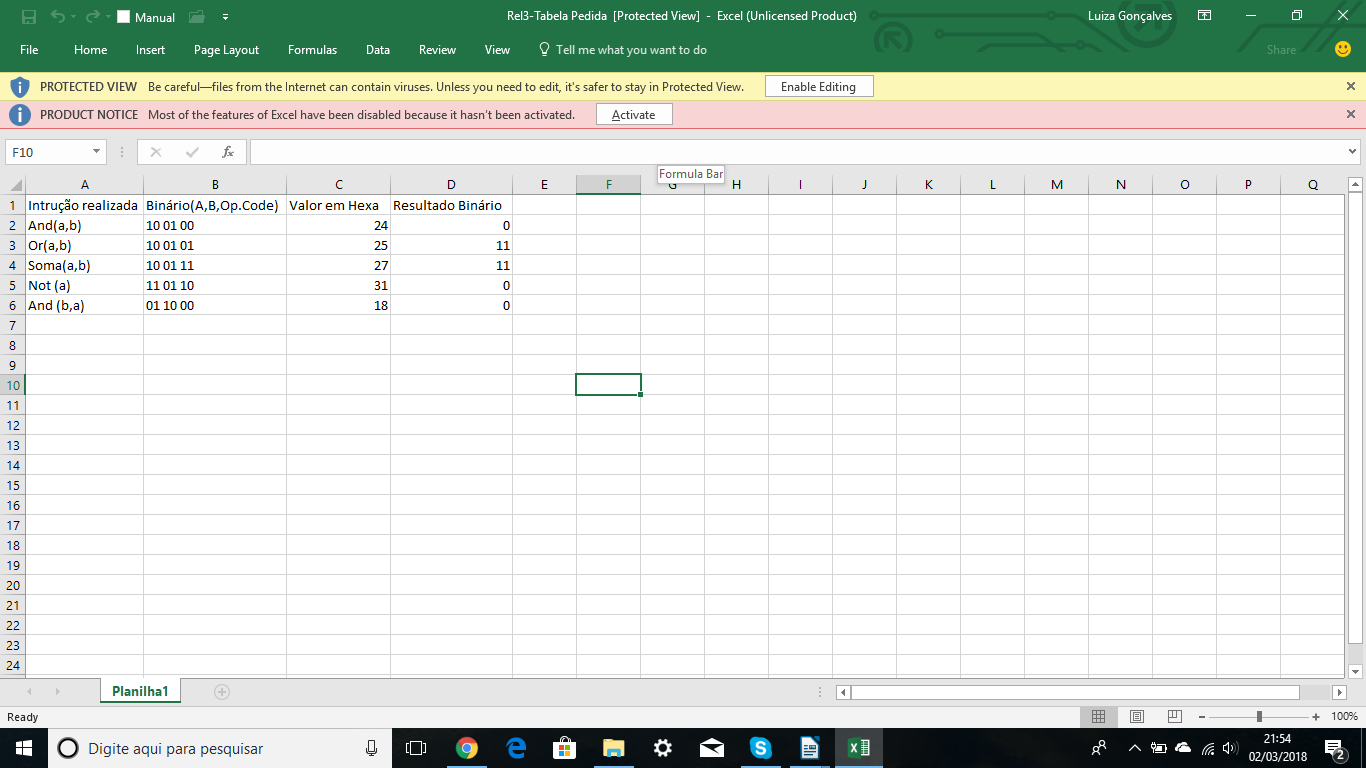 Manual
Rel3-Tabela Pedida [Protected View] - Excel (Unlicensed Product)
Luiza Gonçalves
File Home Insert Page Layout Formulas Data Review View Tell me what you want to do Share
PROTECTED VIEW Be careful—files from the Internet can contain viruses. Unless you need to edit, it's safer to stay in Protected View. Enable Editing
PRODUCT NOTICE Most of the features of Excel have been disabled because it hasn't been activated. Activate
F10 fx
Formula Bar
A B C D E F G H I J K L M N O P Q
1 Intrução realizada Binário(A,B,Op.Code) Valor em Hexa Resultado Binário
2 And(a,b) 10 01 00 24 0
3 Or(a,b) 10 01 01 25 11
4 Soma(a,b) 10 01 11 27 11
5 Not (a) 11 01 10 31 0
6 And (b,a) 01 10 00 18 0
7
8
9
10
11
12
13
14
15
16
17
18
19
20
21
22
23
24
Planilha1
Ready 100%
Digite aqui para pesquisar
21:54
02/03/2018
2